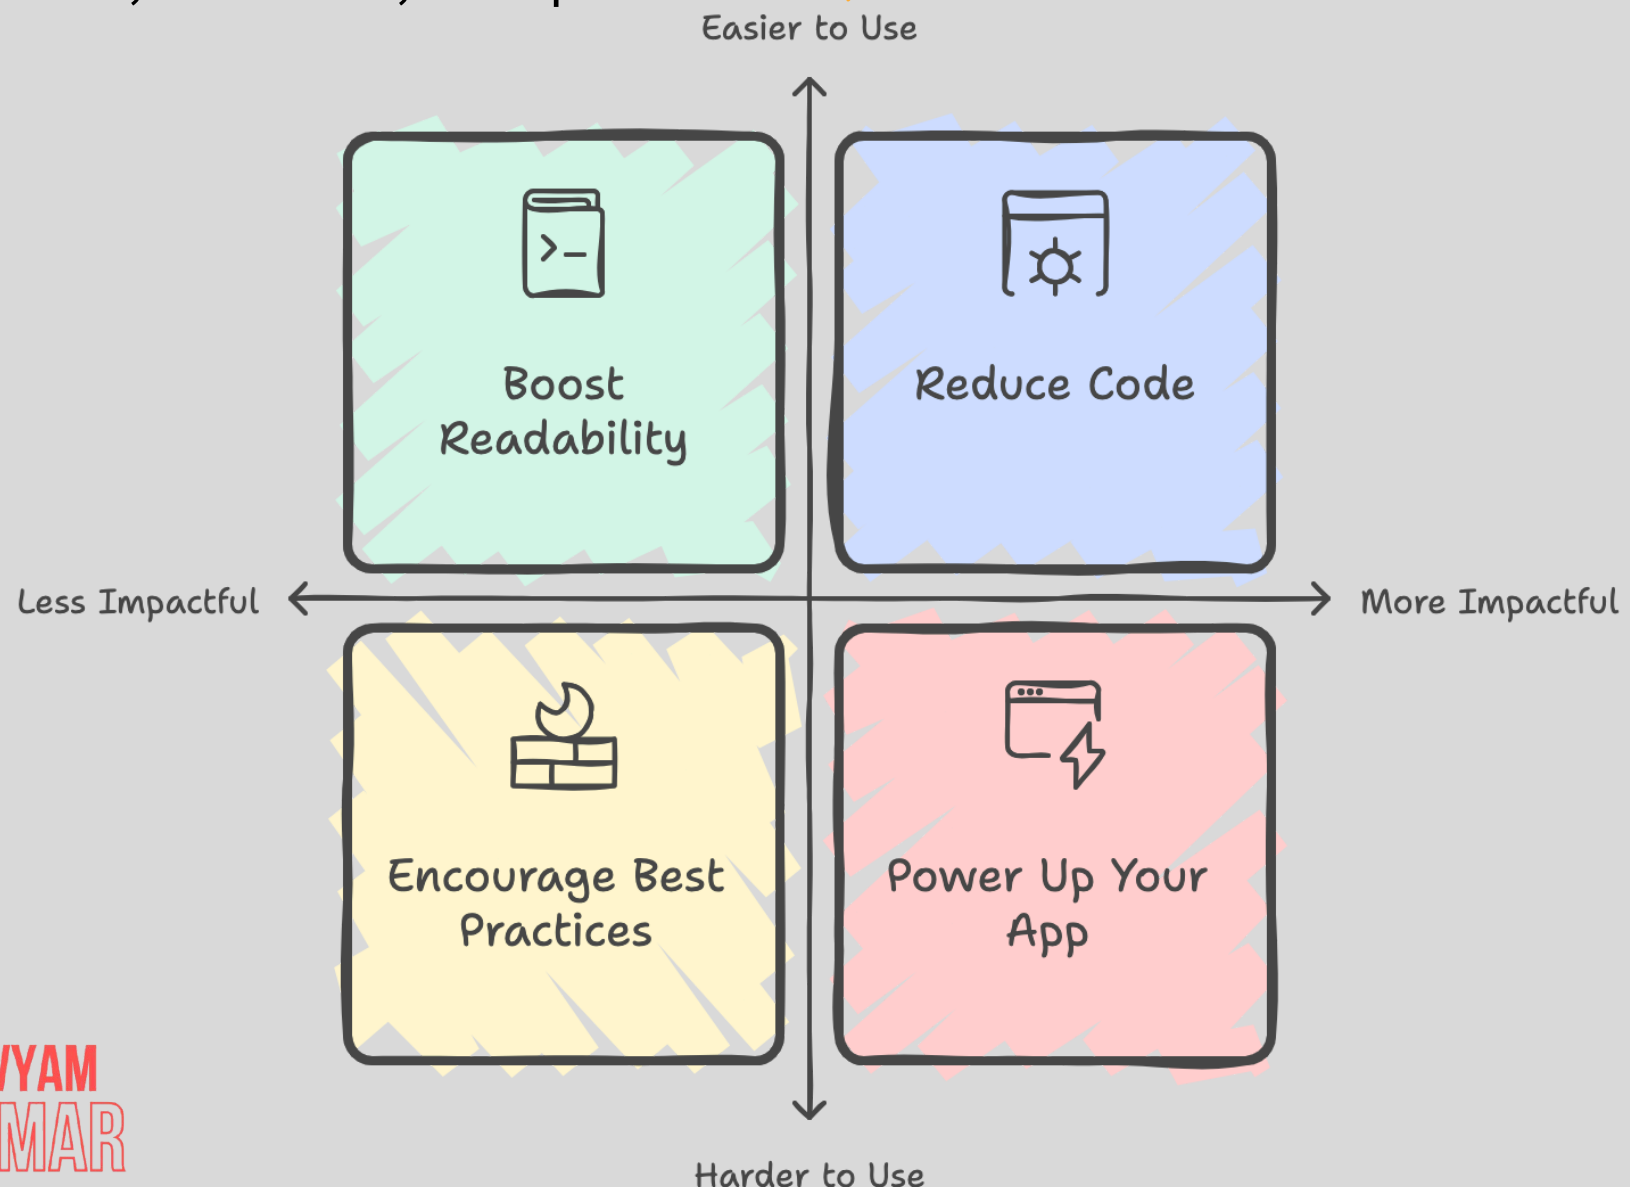 Easier to Use
Boost
Readability
Reduce Code
Less Impactful
More Impactful
>_
Encourage Best
Practices
Power Up Your
App
VYAM
MAR
Harder to Use